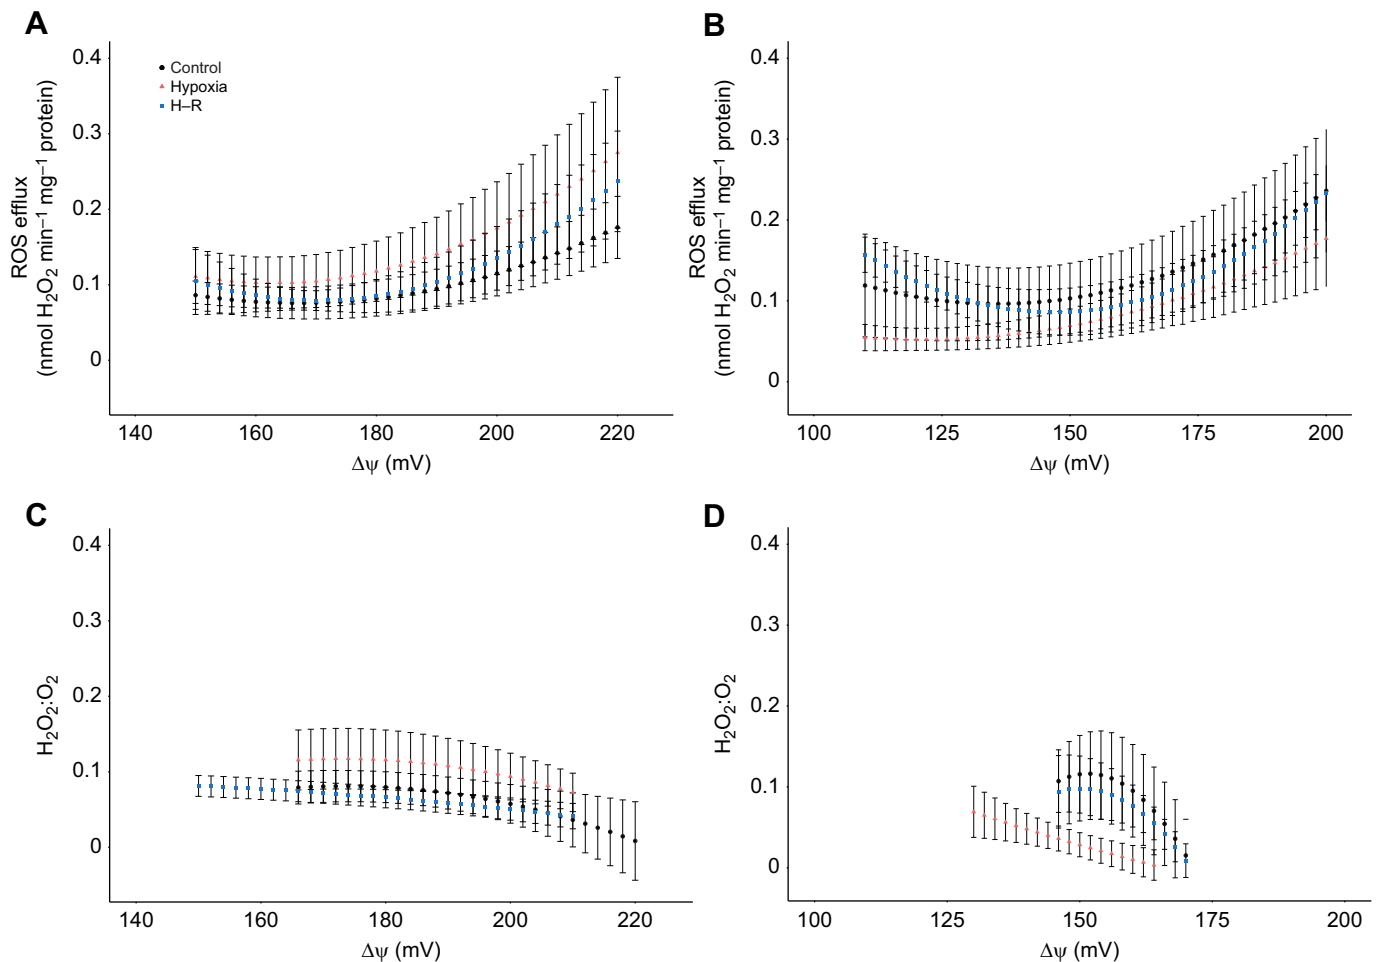 A
0.4
0.3
0.2
0.1
0
ROS efflux
(nmol H₂O₂ min⁻¹ mg⁻¹ protein)
Control
Hypoxia
H–R
140 160 180 200 220
Δψ (mV)
B
0.4
0.3
0.2
0.1
0
ROS efflux
(nmol H₂O₂ min⁻¹ mg⁻¹ protein)
100 125 150 175 200
Δψ (mV)
C
0.4
0.3
0.2
0.1
0
H₂O₂:O₂
140 160 180 200 220
Δψ (mV)
D
0.4
0.3
0.2
0.1
0
H₂O₂:O₂
100 125 150 175 200
Δψ (mV)